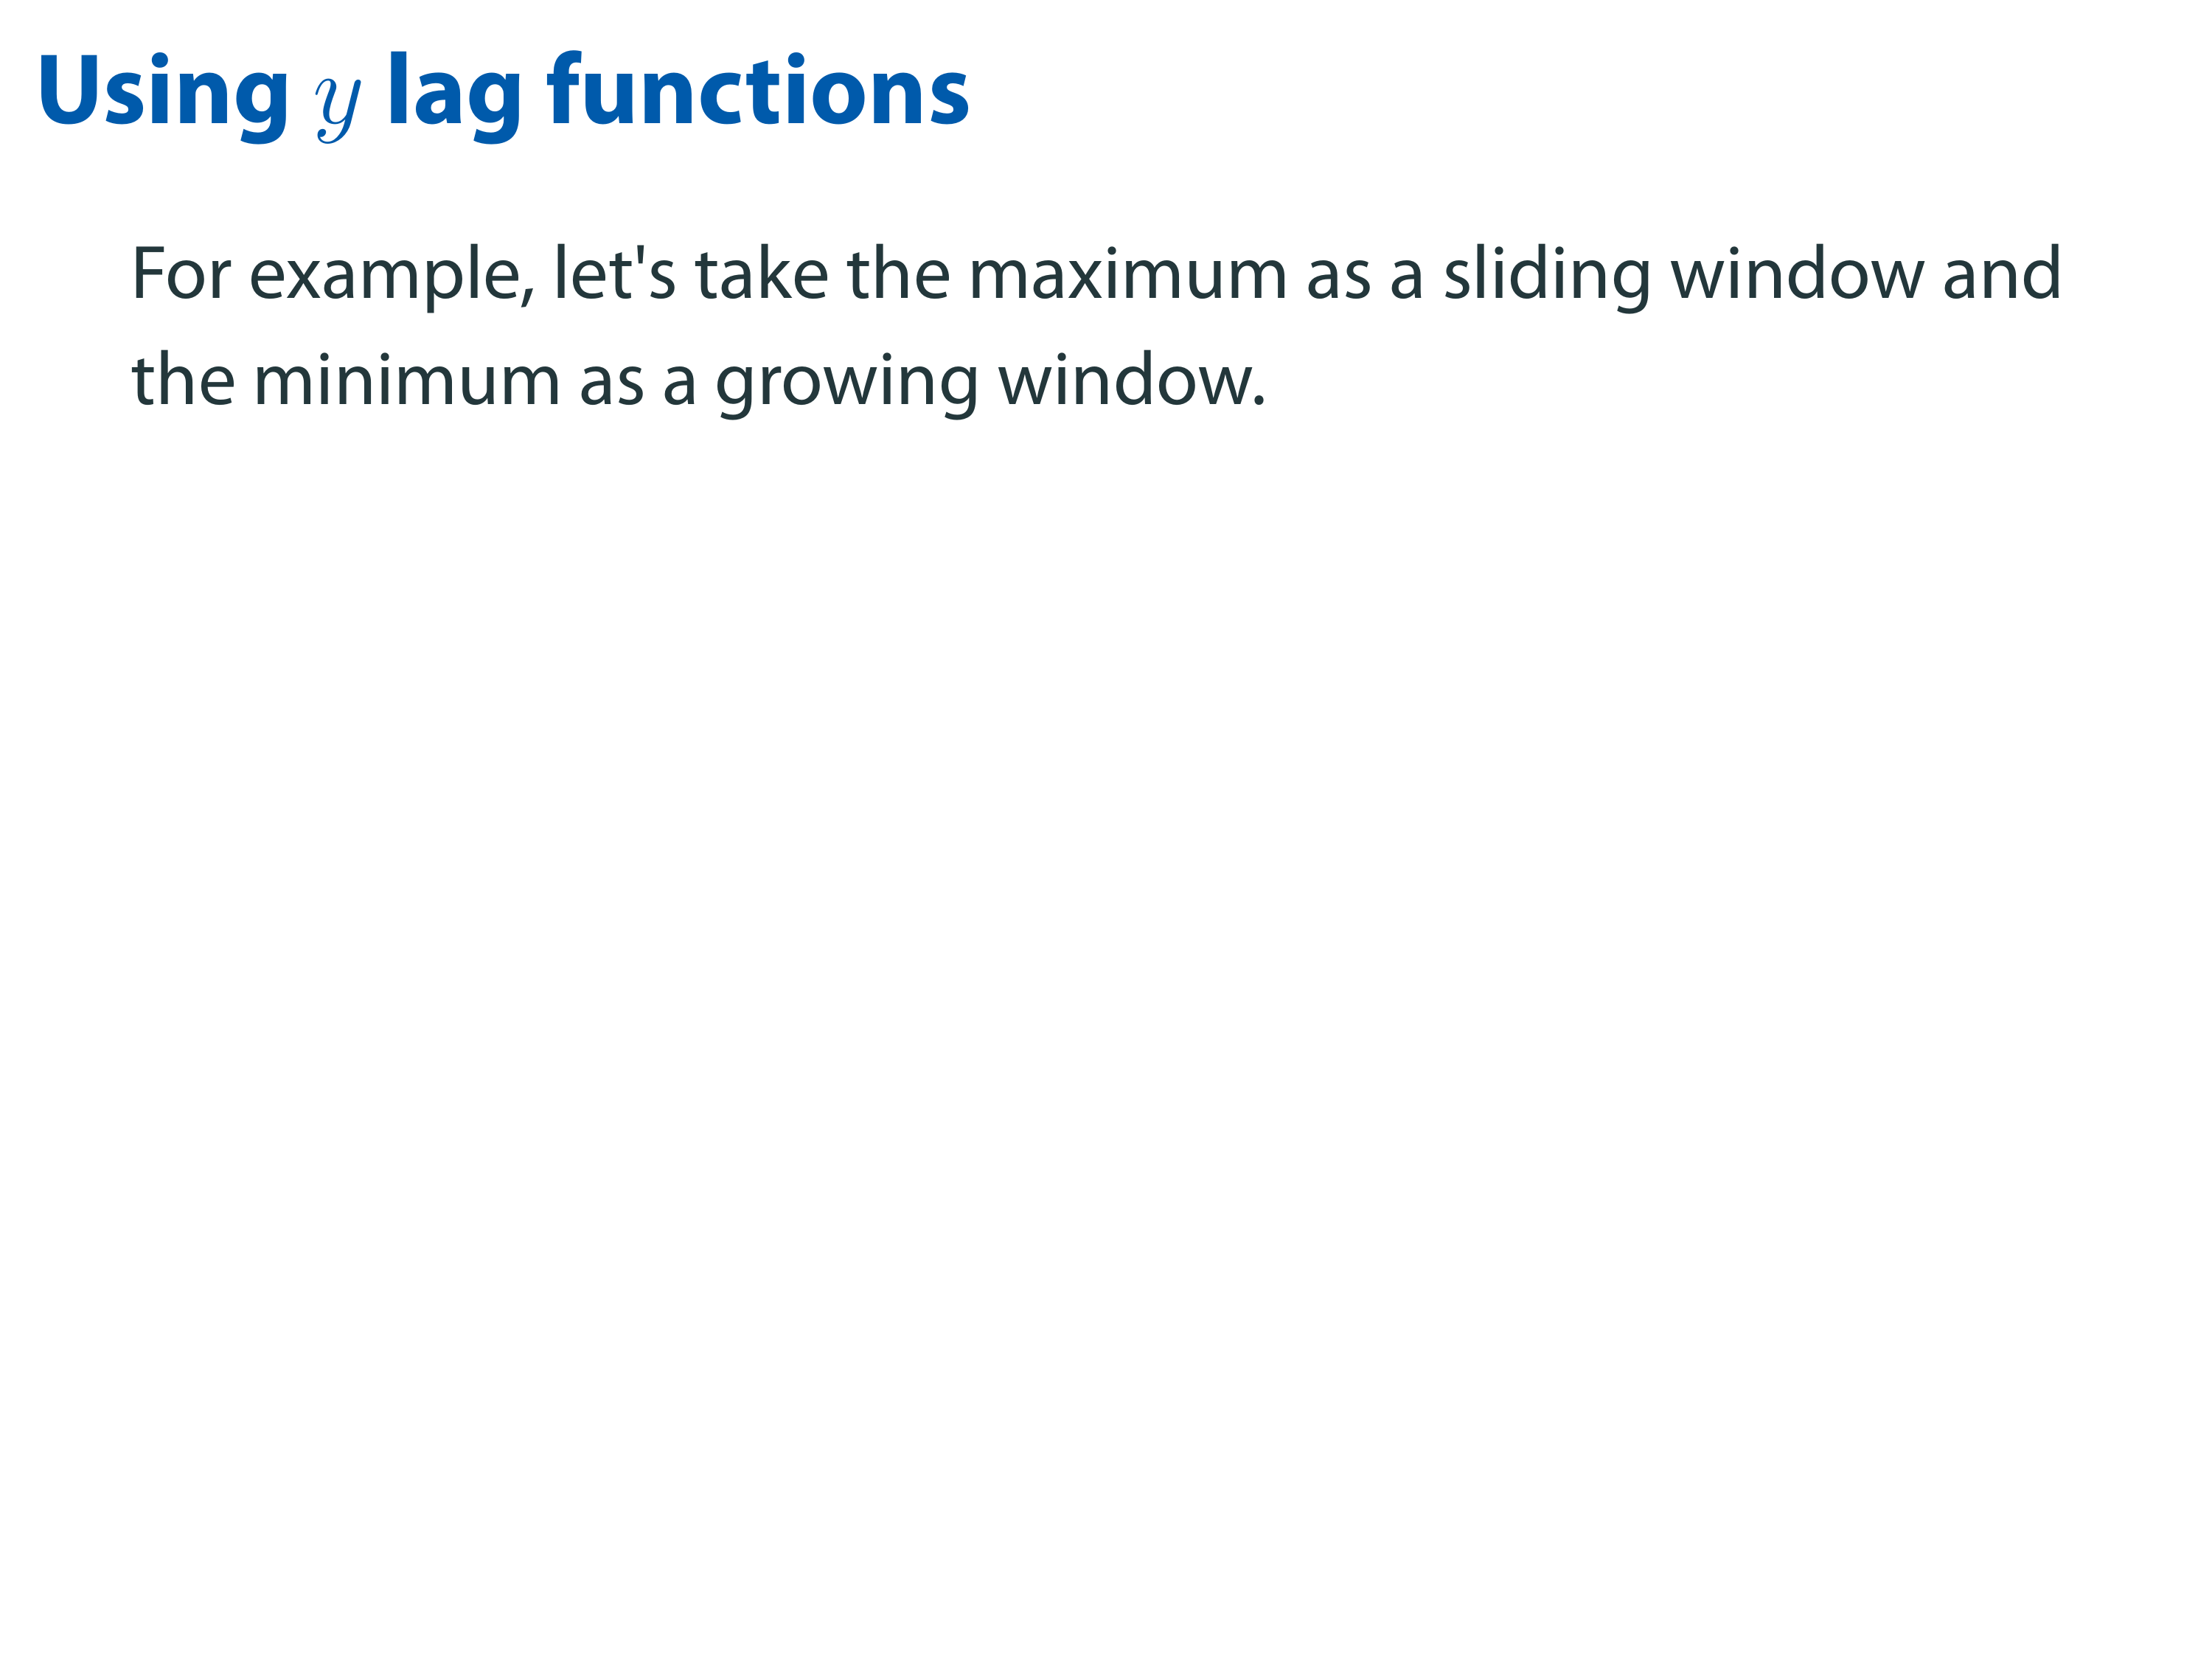 Using y lag functions
For example, let's take the maximum as a sliding window and
the minimum as a growing window.